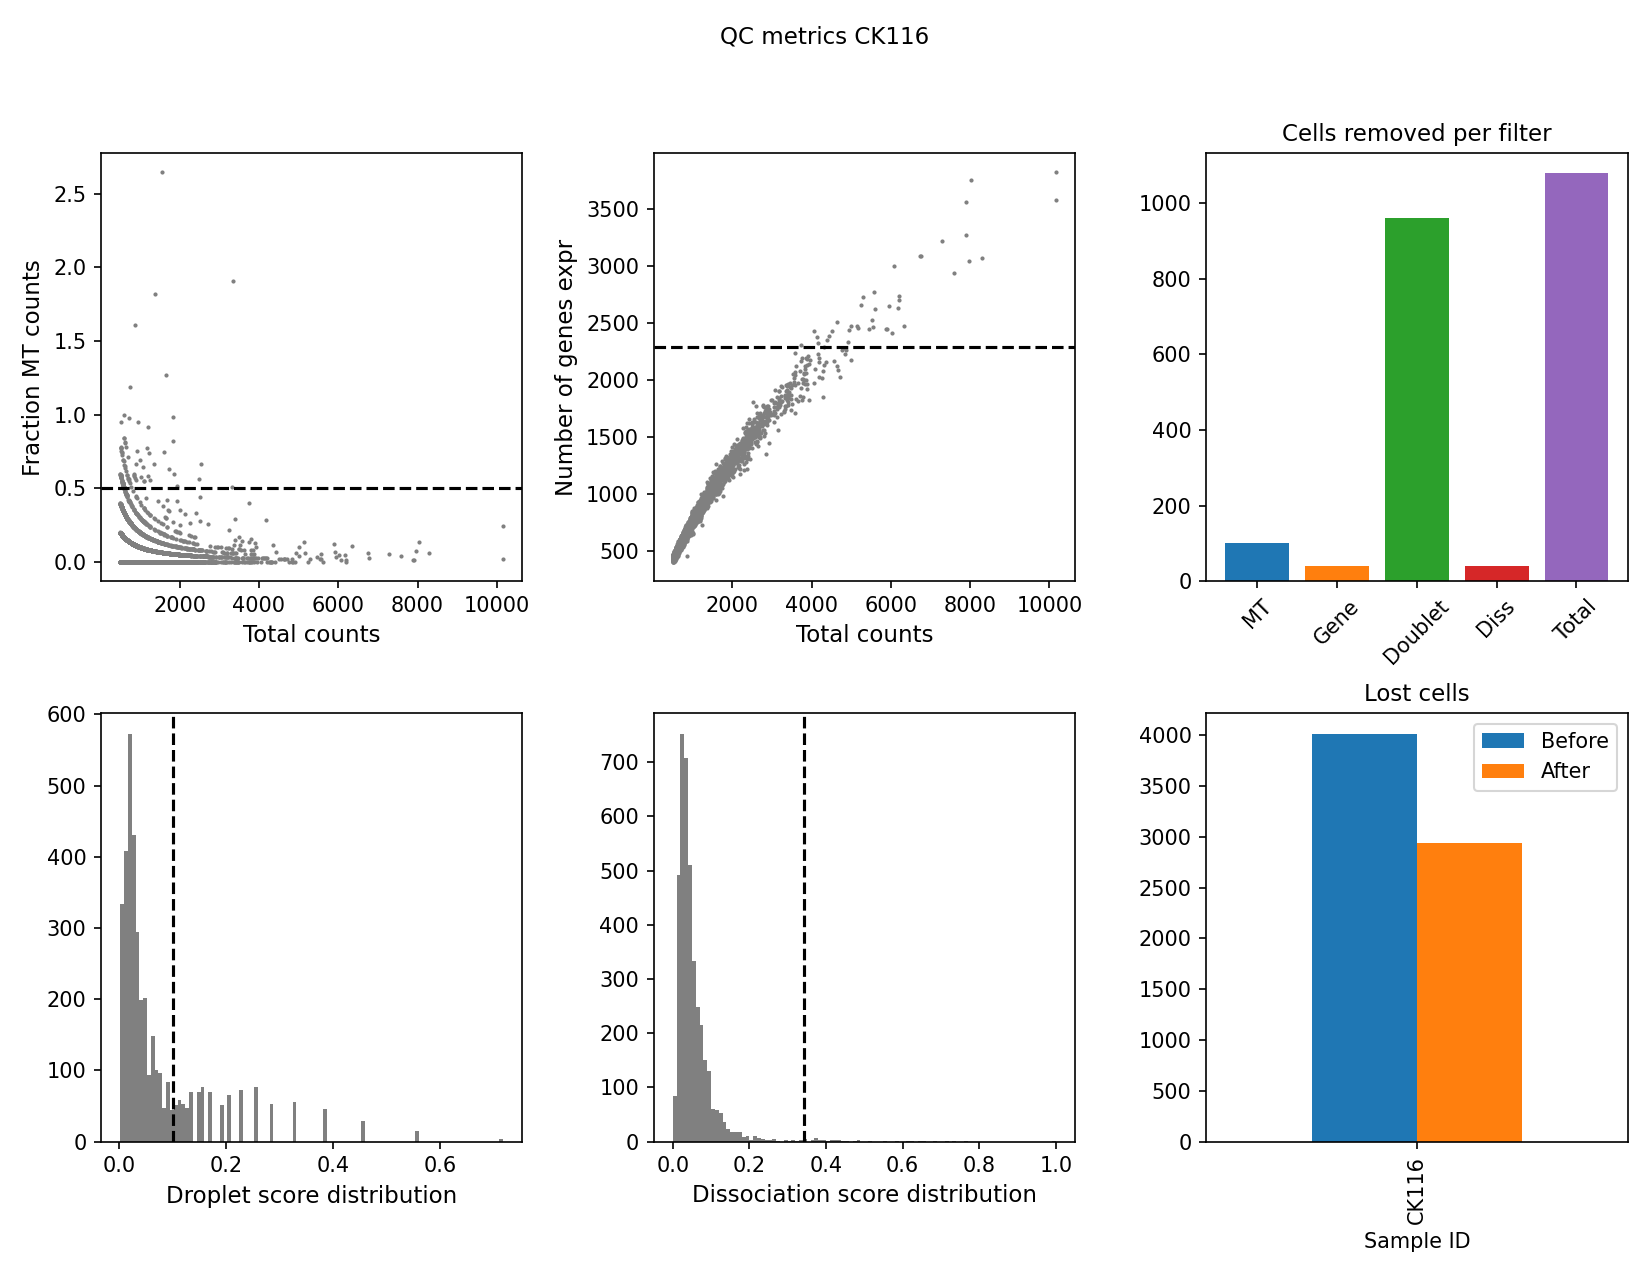 QC metrics CK116
2.5
2.0
1.5
1.0
0.5
0.0
Fraction MT counts
2000 4000 6000 8000 10000
Total counts
3500
3000
2500
2000
1500
1000
500
Number of genes expr
2000 4000 6000 8000 10000
Total counts
Cells removed per filter
1000
800
600
400
200
0
MT Gene Doublet Diss Total
600
500
400
300
200
100
0
0.0 0.2 0.4 0.6
Droplet score distribution
700
600
500
400
300
200
100
0
0.0 0.2 0.4 0.6 0.8 1.0
Dissociation score distribution
Lost cells
Before
After
4000
3500
3000
2500
2000
1500
1000
500
0
CK116
Sample ID